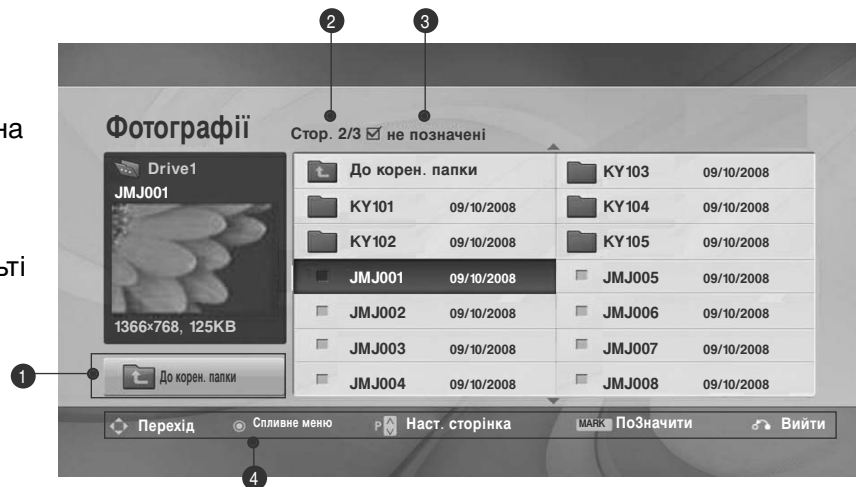 2 3
на
Фотографії Стор. 2/3 не позначені
Drive1
JMJ001
ьті
1366×768, 125KB
1 До корен. папки
До корен. папки KY103 09/10/2008
KY101 09/10/2008 KY104 09/10/2008
KY102 09/10/2008 KY105 09/10/2008
JMJ001 09/10/2008 JMJ005 09/10/2008
JMJ002 09/10/2008 JMJ006 09/10/2008
JMJ003 09/10/2008 JMJ007 09/10/2008
JMJ004 09/10/2008 JMJ008 09/10/2008
Перехід Спливне меню P Наст. сторінка MARK ПоЗначити Вийти
4